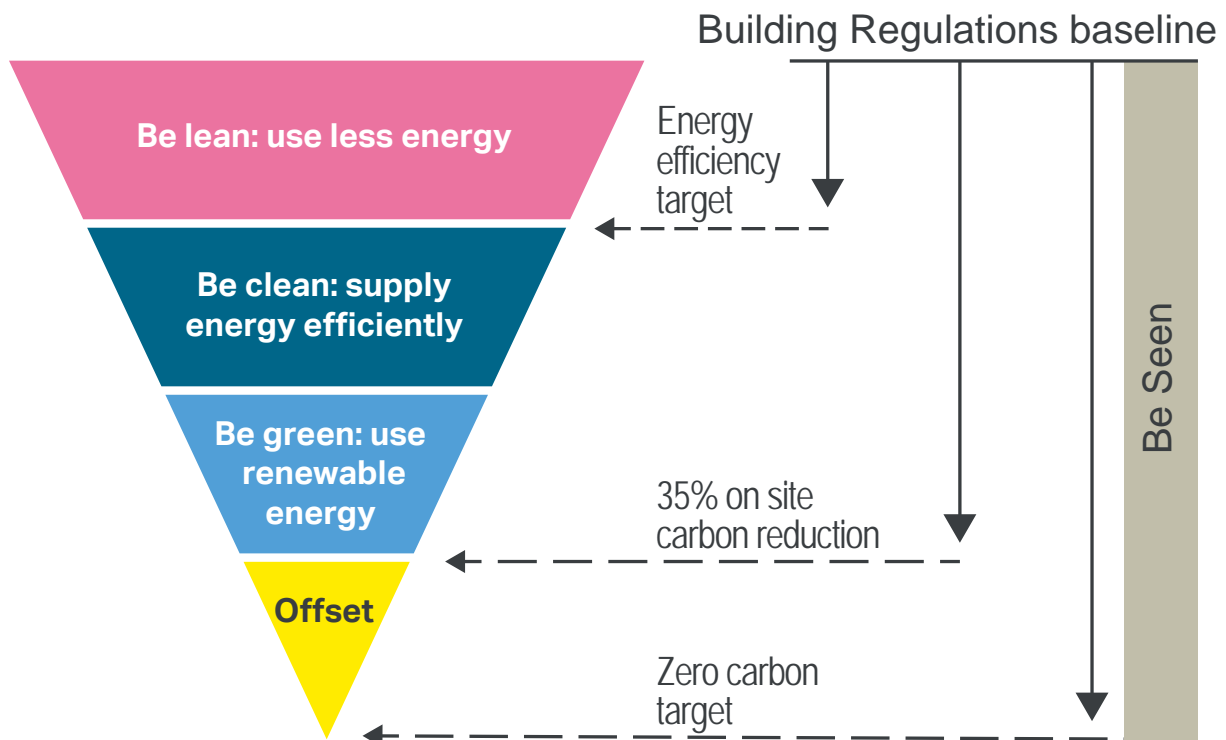 Building Regulations baseline
Be lean: use less energy
Energy
efficiency
target
Be clean: supply
energy efficiently
Be green: use
renewable
energy
35% on site
carbon reduction
Offset
Zero carbon
target
Be Seen